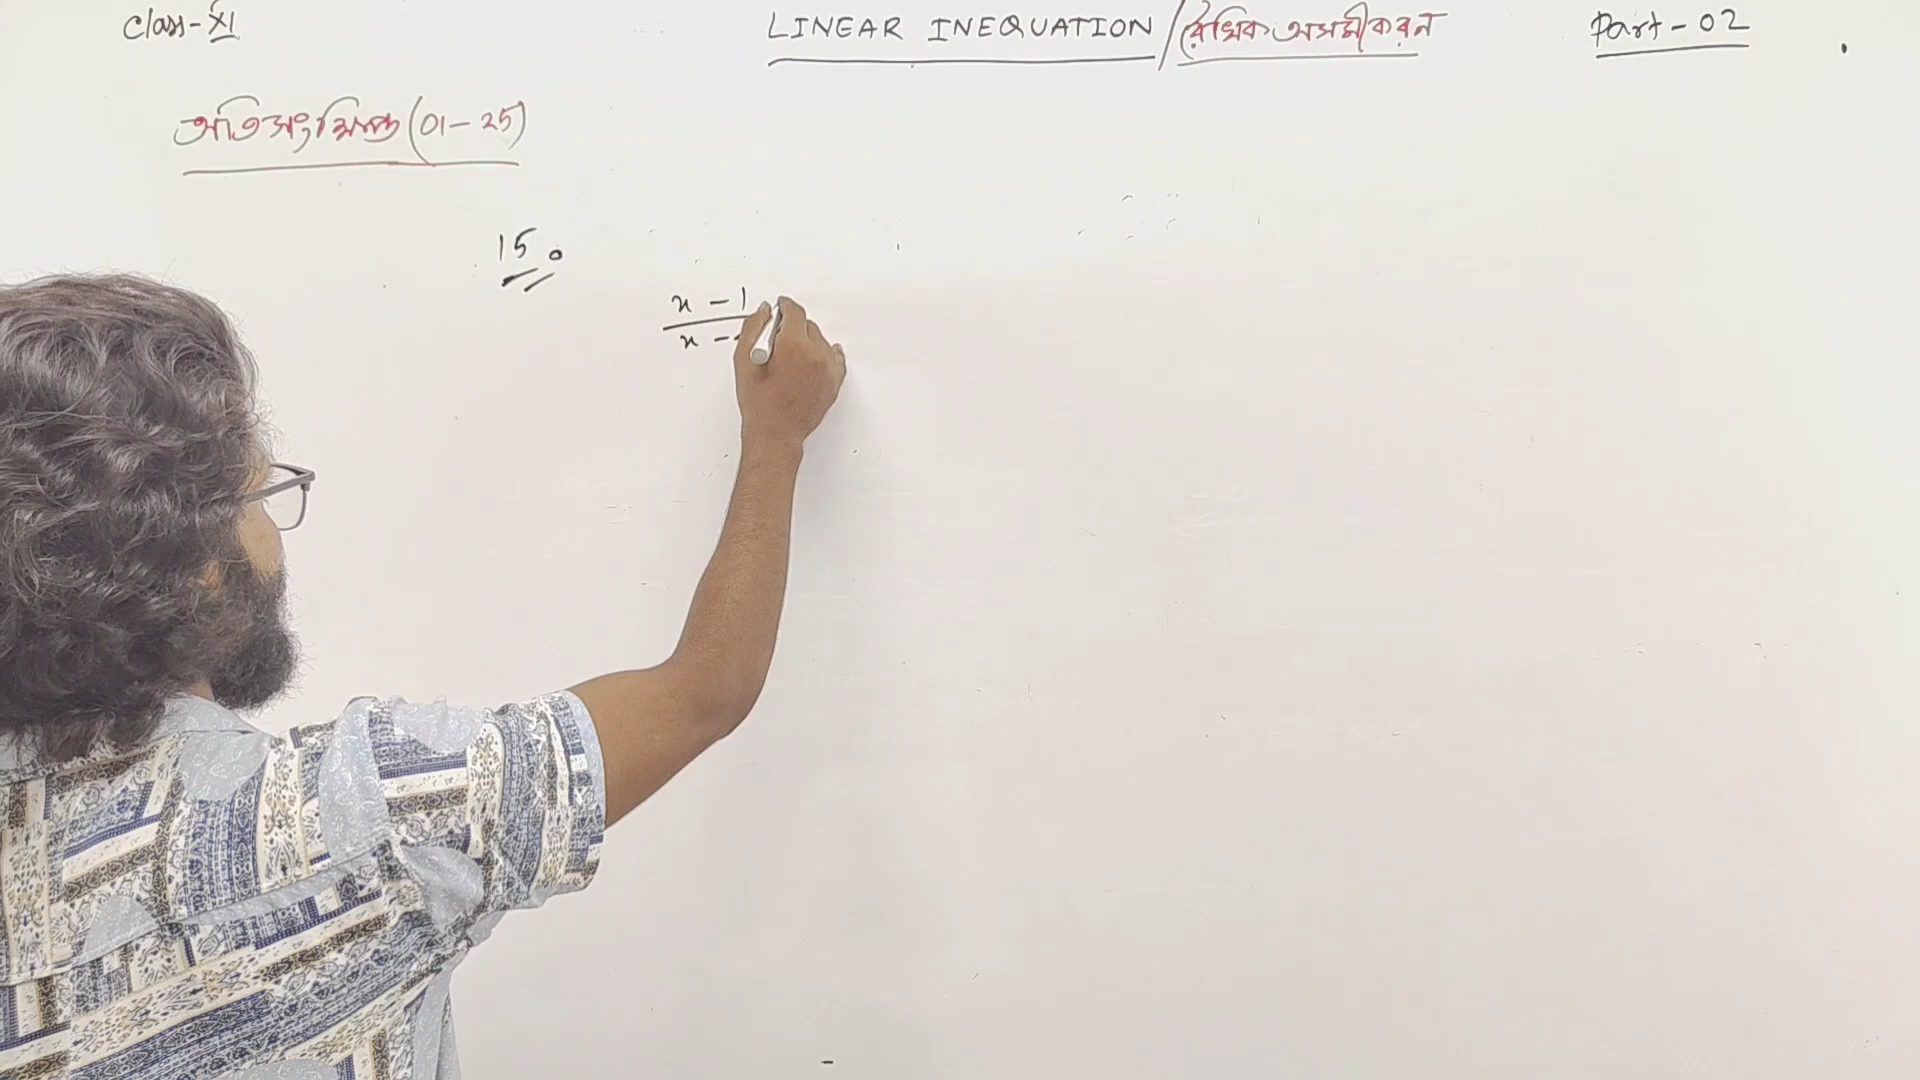 Class-XI
LINEAR INEQUATION/রৈখিক অসমীকরন
Part-02
অতিসংক্ষিপ্ত(01-25)
15.
x - 1
x -